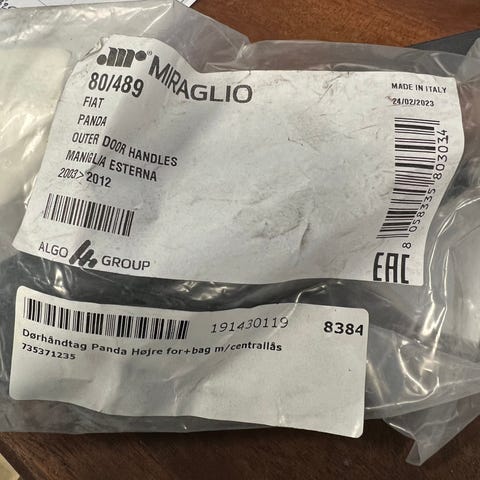 MIRAGLIO
80/489
FIAT
PANDA
OUTER DOOR HANDLES
MANIGLIA ESTERNA
2003>2012
ALGO GROUP
MADE IN ITALY
24/02/2023
8 058335 803034
EAC
191430119
8384
Dørhåndtag Panda Højre for+bag m/centrallås
735371235